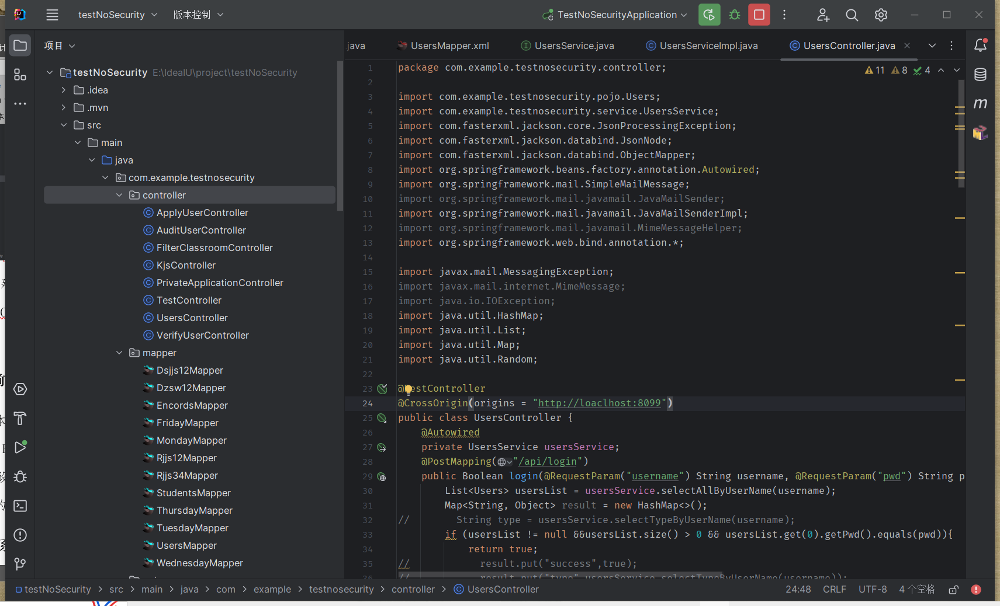 testNoSecurity 版本控制 TestNoSecurityApplication
项目
java UsersMapper.xml UsersService.java UsersServiceImpl.java UsersController.java
testNoSecurity E:\IdeaIU\project\testNoSecurity
.idea
.mvn
src
main
java
com.example.testnosecurity
controller
ApplyUserController
AuditUserController
FilterClassroomController
KjsController
PrivateApplicationController
TestController
UsersController
VerifyUserController
mapper
Dsjjs12Mapper
Dzsw12Mapper
EncordsMapper
FridayMapper
MondayMapper
Rjjs12Mapper
Rjjs34Mapper
StudentsMapper
ThursdayMapper
TuesdayMapper
UsersMapper
WednesdayMapper
11 8 4
1 package com.example.testnosecurity.controller;
2
3 import com.example.testnosecurity.pojo.Users;
4 import com.example.testnosecurity.service.UsersService;
5 import com.fasterxml.jackson.core.JsonProcessingException;
6 import com.fasterxml.jackson.databind.JsonNode;
7 import com.fasterxml.jackson.databind.ObjectMapper;
8 import org.springframework.beans.factory.annotation.Autowired;
9 import org.springframework.mail.SimpleMailMessage;
10 import org.springframework.mail.javamail.JavaMailSender;
11 import org.springframework.mail.javamail.JavaMailSenderImpl;
12 import org.springframework.mail.javamail.MimeMessageHelper;
13 import org.springframework.web.bind.annotation.*;
14
15 import javax.mail.MessagingException;
16 import javax.mail.internet.MimeMessage;
17 import java.io.IOException;
18 import java.util.HashMap;
19 import java.util.List;
20 import java.util.Map;
21 import java.util.Random;
22
23 @RestController
24 @CrossOrigin(origins = "http://loaclhost:8099")
25 public class UsersController {
26 @Autowired
27 private UsersService usersService;
28 @PostMapping("/api/login")
29 public Boolean login(@RequestParam("username") String username, @RequestParam("pwd") String p
30 List<Users> usersList = usersService.selectAllByUserName(username);
31 Map<String, Object> result = new HashMap<>();
32 // String type = usersService.selectTypeByUserName(username);
33 if (usersList != null &&usersList.size() > 0 && usersList.get(0).getPwd().equals(pwd)){
34 return true;
35 // result.put("success",true);
36 // result.put("type",usersService.selectTypeByUserName(username));
testNoSecurity > src > main > java > com > example > testnosecurity > controller > UsersController 24:48 CRLF UTF-8 4 个空格